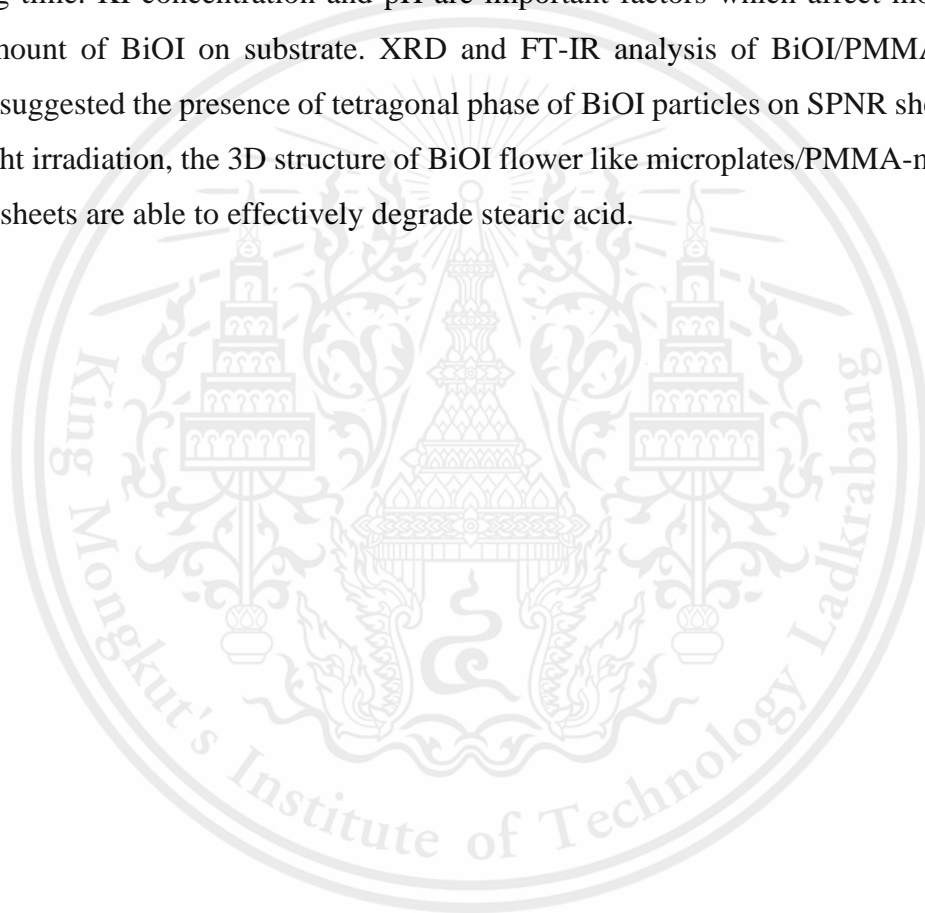 g time. KI concentration and pH are important factors which affect mo
mount of BiOI on substrate. XRD and FT-IR analysis of BiOI/PMMA
suggested the presence of tetragonal phase of BiOI particles on SPNR she
ht irradiation, the 3D structure of BiOI flower like microplates/PMMA-m
sheets are able to effectively degrade stearic acid.
King Mongkut's Institute of Technology Ladkrabang